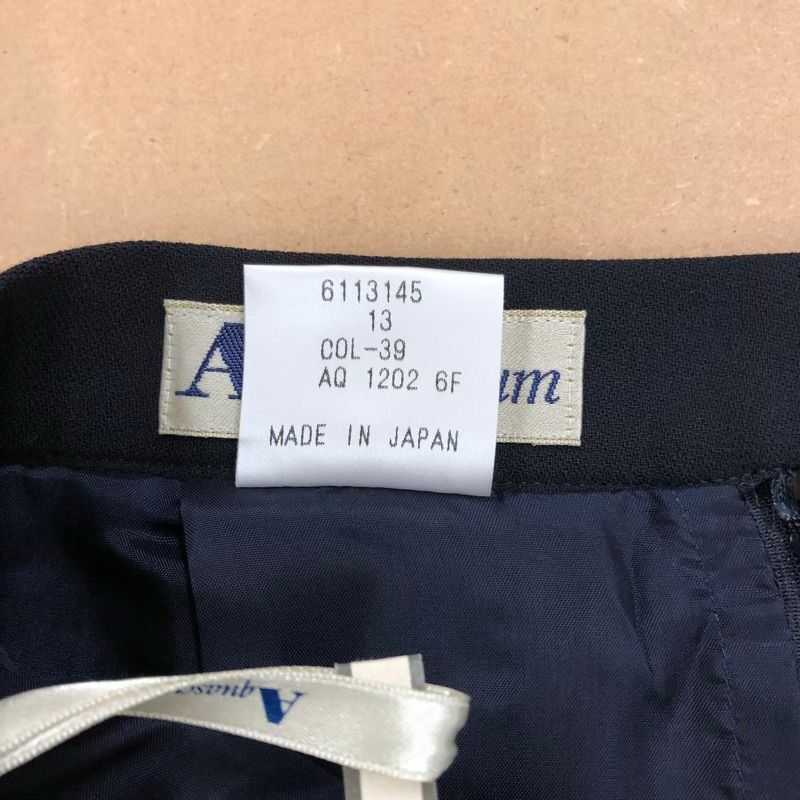 6113145
13
COL-39
AQ 1202 6F
MADE IN JAPAN